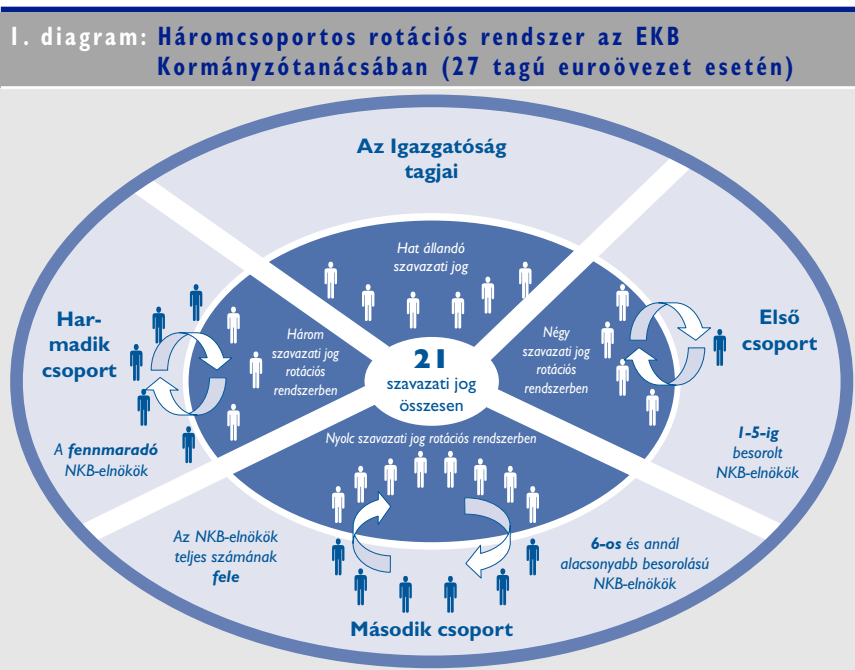 1. diagram: Háromcsoportos rotációs rendszer az EKB
Kormányzótanácsában (27 tagú euroövezet esetén)
Az Igazgatóság
tagjai
Hat állandó
szavazati jog
Har-
madik
csoport
Három
szavazati jog
rotációs
rendszerben
21
szavazati jog
összesen
Négy
szavazati jog
rotációs
rendszerben
Első
csoport
A fennmaradó
NKB-elnökök
Nyolc szavazati jog rotációs rendszerben
1-5-ig
besorolt
NKB-elnökök
Az NKB-elnökök
teljes számának
fele
6-os és annál
alacsonyabb besorolású
NKB-elnökök
Második csoport